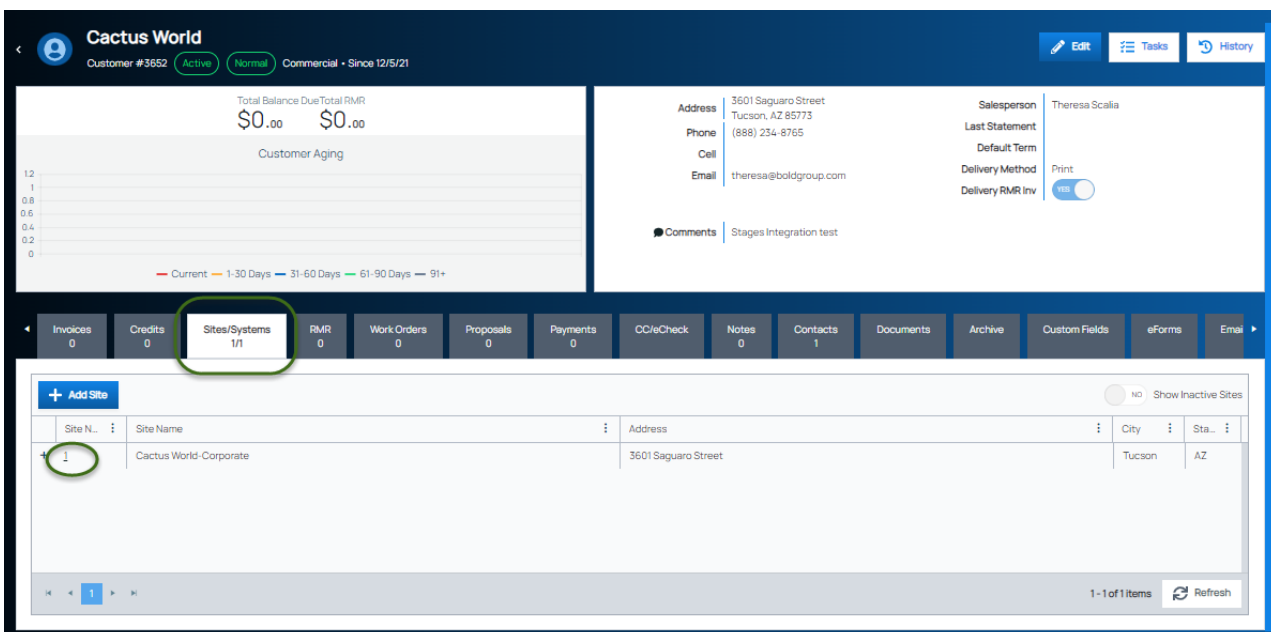 Cactus World
Customer #3652 Active Normal Commercial • Since 12/5/21
Edit Tasks History
Total Balance Due Total RMR
$0.00 $0.00
Customer Aging
1.2
1
0.8
0.6
0.4
0.2
0
Current 1-30 Days 31-60 Days 61-90 Days 91+
Address 3601 Saguaro Street
Tucson, AZ 85773
Phone (888) 234-8765
Cell
Email theresa@boldgroup.com
Comments Stages Integration test
Salesperson Theresa Scalia
Last Statement
Default Term
Delivery Method Print
Delivery RMR Inv YES
Invoices Credits Sites/Systems RMR Work Orders Proposals Payments CC/eCheck Notes Contacts Documents Archive Custom Fields eForms Emai
0 0 1/1 0 0 0 0 0 1
+ Add Site NO Show Inactive Sites
Site N... Site Name Address City Sta...
+ 1 Cactus World-Corporate 3601 Saguaro Street Tucson AZ
1 1 - 1 of 1 items Refresh